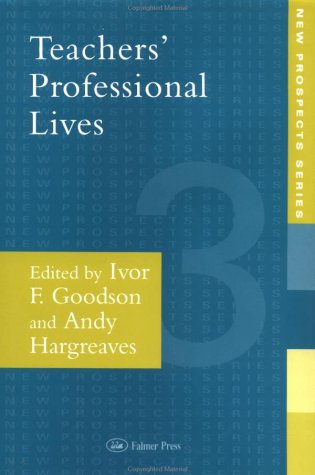 Teachers'
Professional
Lives
NEW PROSPECTS SERIES
3
Edited by Ivor
F. Goodson
and Andy
Hargreaves
Falmer Press